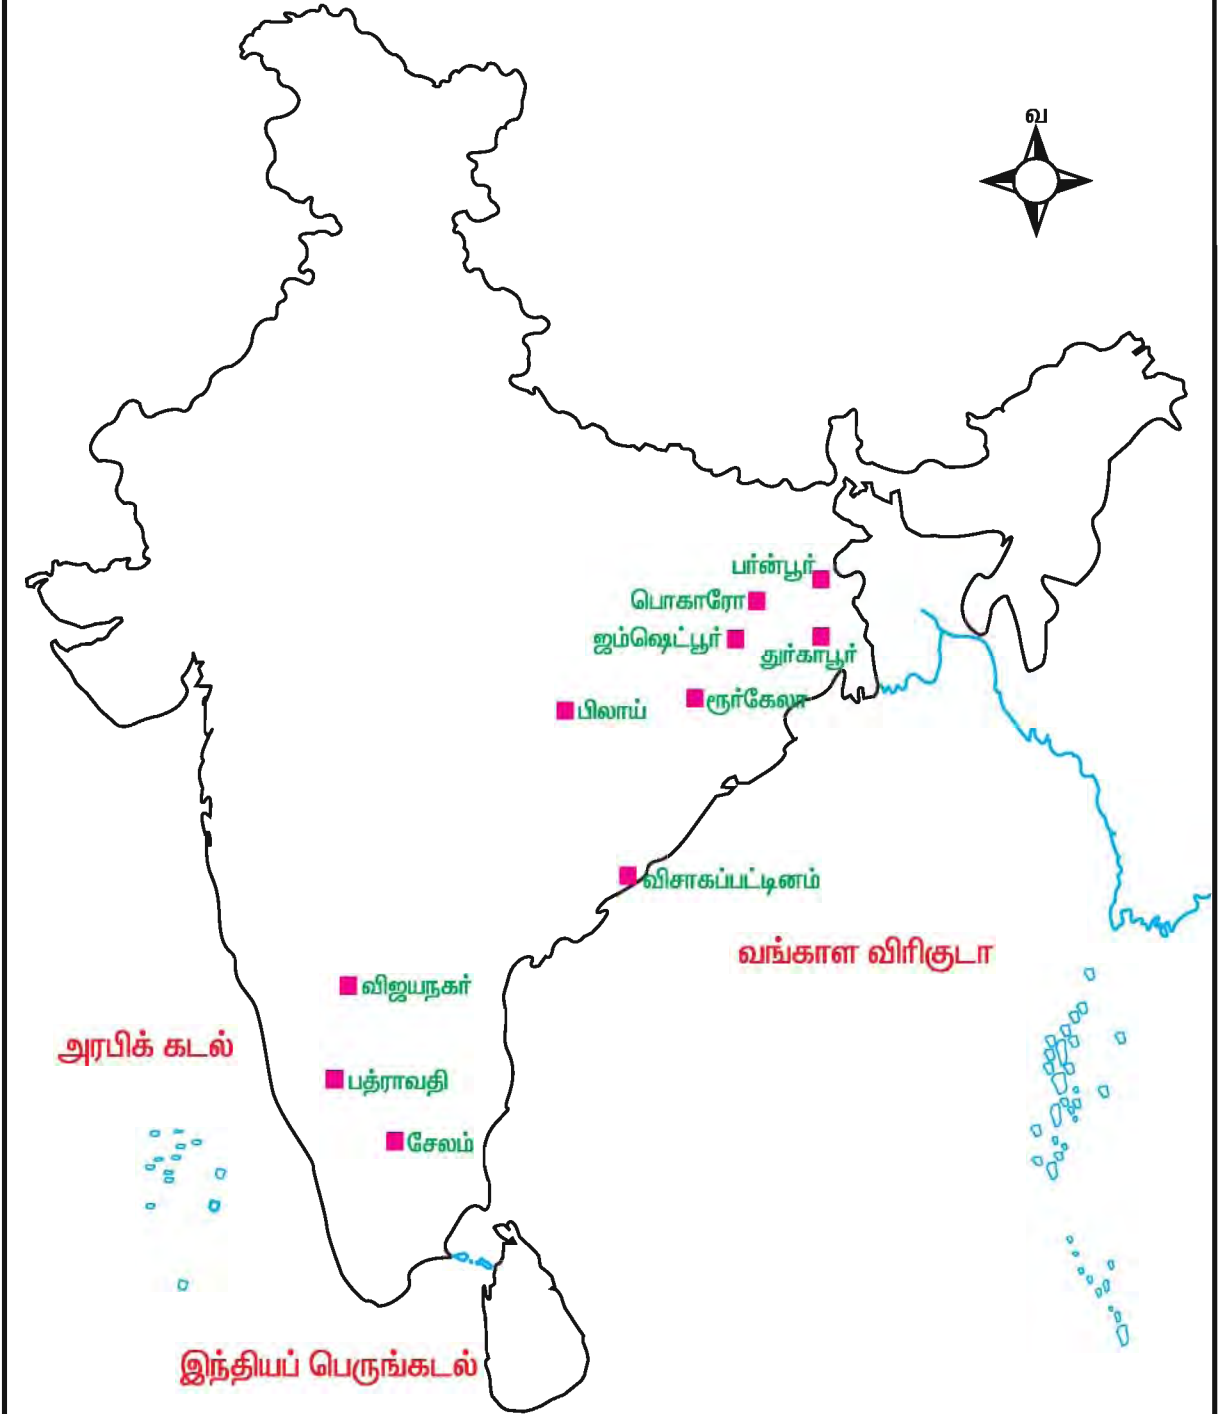 வ
பர்ன்பூர்
பொகாரோ
ஜம்ஷெட்பூர்
துர்காபூர்
ரூர்கேலா
பிலாய்
விசாகப்பட்டினம்
வங்காள விரிகுடா
விஜயநகர்
அரபிக் கடல்
பத்ராவதி
சேலம்
இந்தியப் பெருங்கடல்